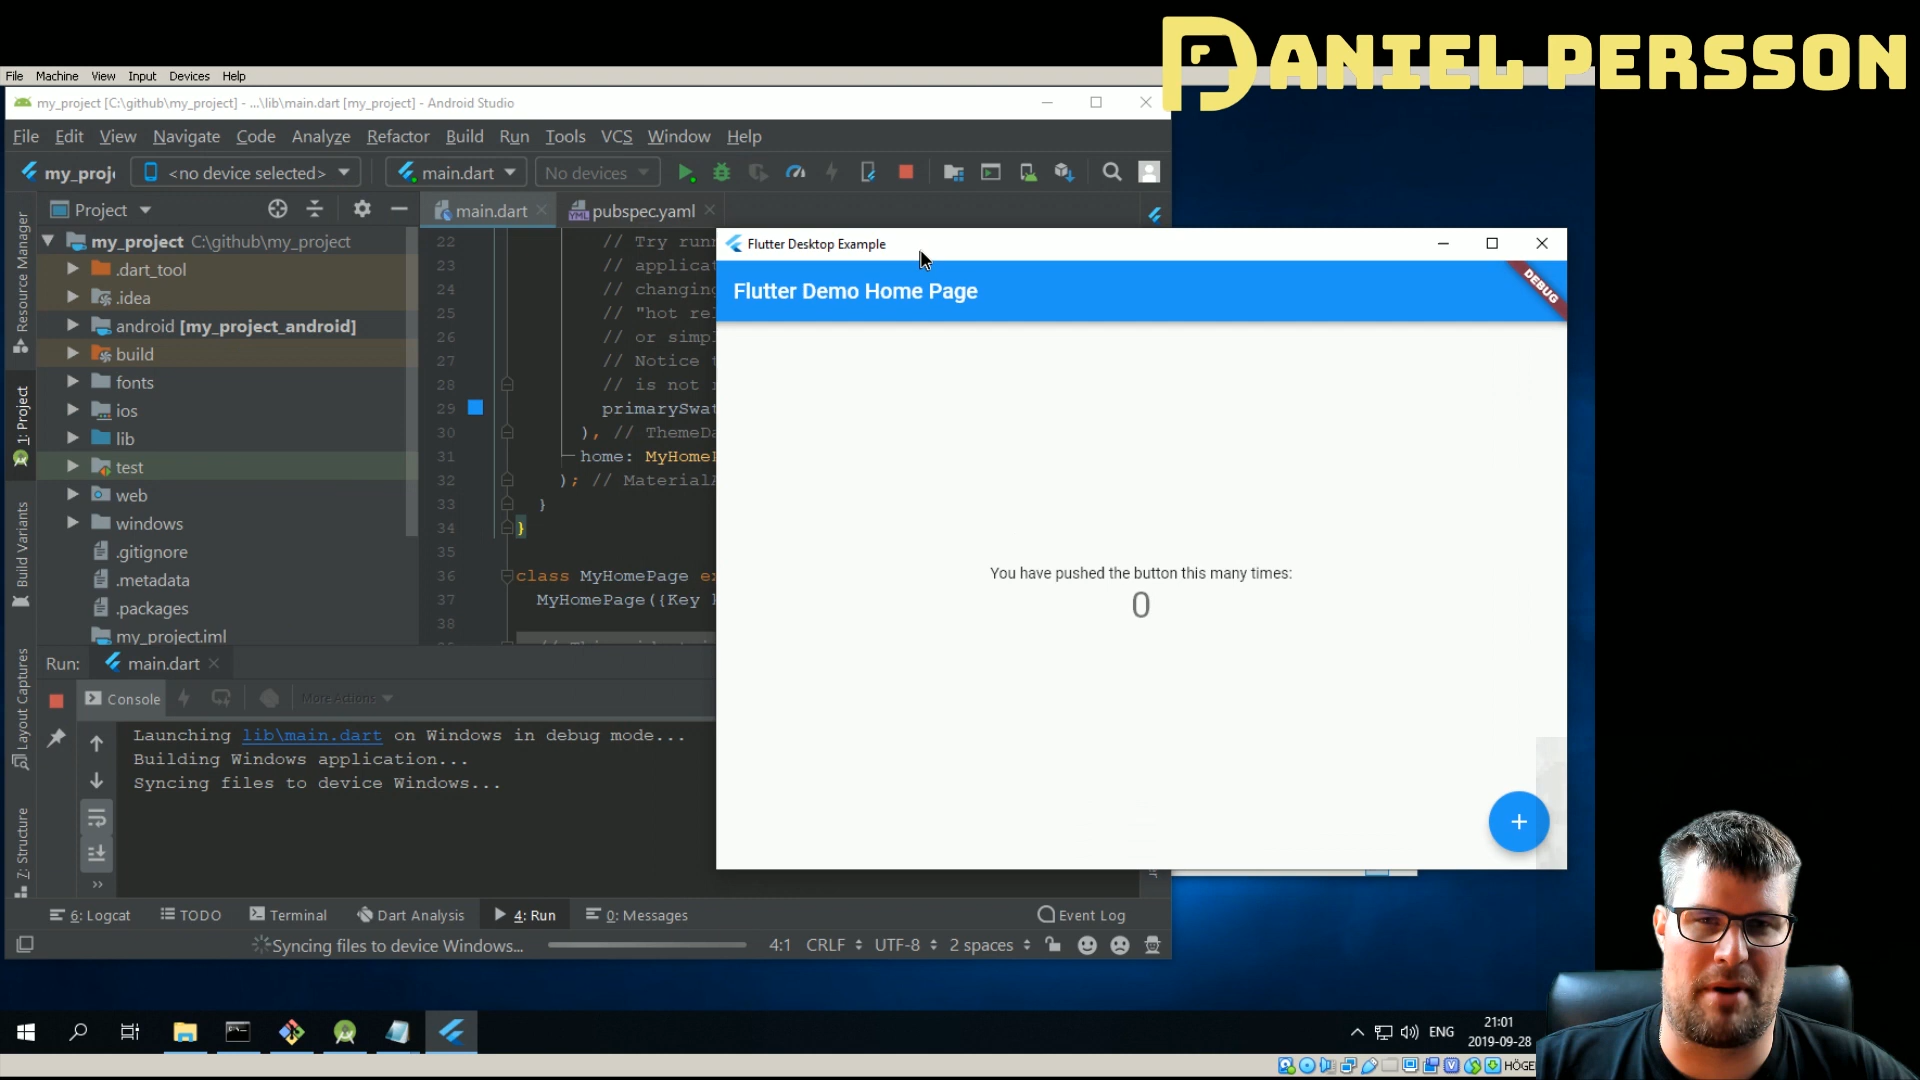 DANIEL PERSSON
File Machine View Input Devices Help
my_project [C:\github\my_project] - ...\lib\main.dart [my_project] - Android Studio
File Edit View Navigate Code Analyze Refactor Build Run Tools VCS Window Help
my_proj <no device selected> main.dart No devices
Project
main.dart
pubspec.yaml
Resource Manager
1: Project
Build Variants
Layout Captures
Z: Structure
my_project C:\github\my_project
.dart_tool
.idea
android [my_project_android]
build
fonts
ios
lib
test
web
windows
.gitignore
.metadata
.packages
my_project.iml
22 // Try runn
23 // applicat
24 // changing
25 // "hot rel
26 // or simpl
27 // Notice t
28 // is not r
29 primarySwat
30 ), // ThemeDa
31 home: MyHomeP
32 ); // MaterialA
33 }
34 }
35
36 class MyHomePage ex
37 MyHomePage({Key k
38
Flutter Desktop Example
Flutter Demo Home Page
DEBUG
You have pushed the button this many times:
0
+
Run: main.dart
Console More Actions
Launching lib\main.dart on Windows in debug mode...
Building Windows application...
Syncing files to device Windows...
6: Logcat TODO Terminal Dart Analysis 4: Run 0: Messages Event Log
Syncing files to device Windows... 4:1 CRLF UTF-8 2 spaces
ENG
21:01
2019-09-28